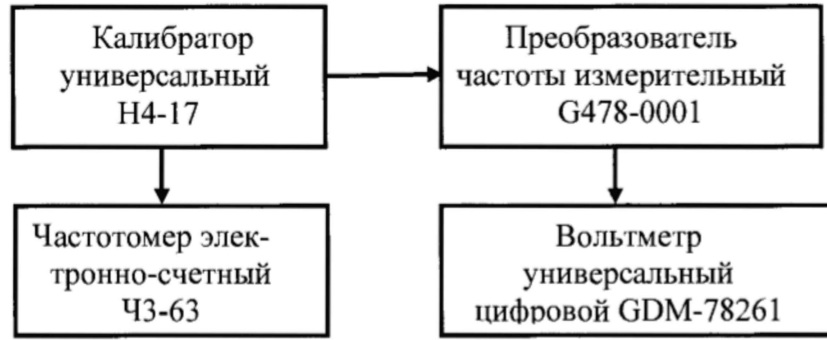 Калибратор
универсальный
Н4-17
Преобразователь
частоты измерительный
G478-0001
Частотомер элек-
тронно-счетный
Ч3-63
Вольтметр
универсальный
цифровой GDM-78261